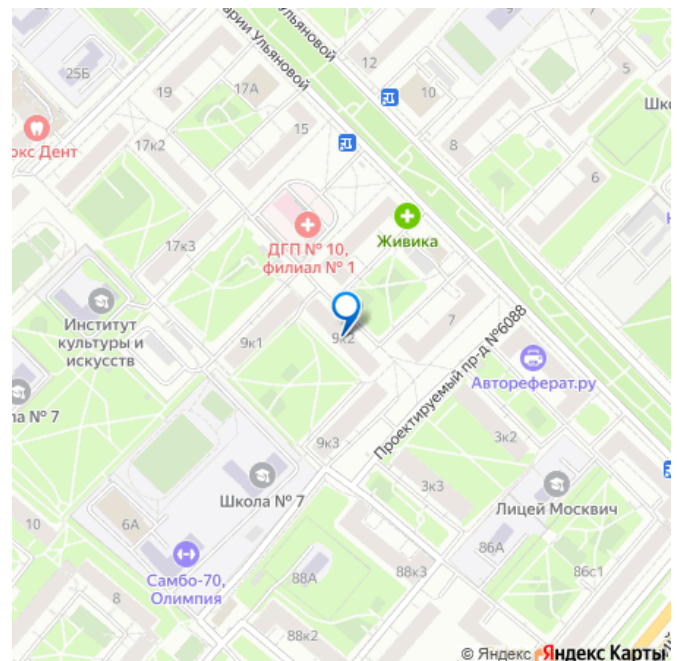 арии Ульяновой
Ульяновой
12
5
25Б
19
17А
10
Шко
окс Дент
17к2
15
8
6
ДГП № 10,
филиал № 1
Живика
17к3
Институт
культуры и
искусств
9к1
9к2
7
Проектируемый пр-д №6088
Автореферат.ру
ла № 7
9к3
3к2
Школа № 7
3к3
Лицей Москвич
10
6А
86А
Самбо-70,
Олимпия
88А
88к3
86с1
8
88к2
© Яндекс Яндекс Карты